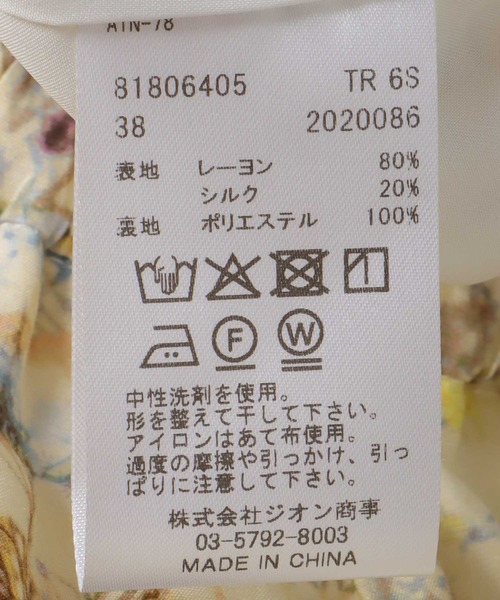 A1N-78
81806405 TR 6S
38 2020086
表地 レーヨン 80%
シルク 20%
裏地 ポリエステル 100%
F W
中性洗剤を使用。
形を整えて干して下さい。
アイロンはあて布使用。
過度の摩擦や引っかけ、引っ
ぱりに注意して下さい。
株式会社ジオン商事
03-5792-8003
MADE IN CHINA